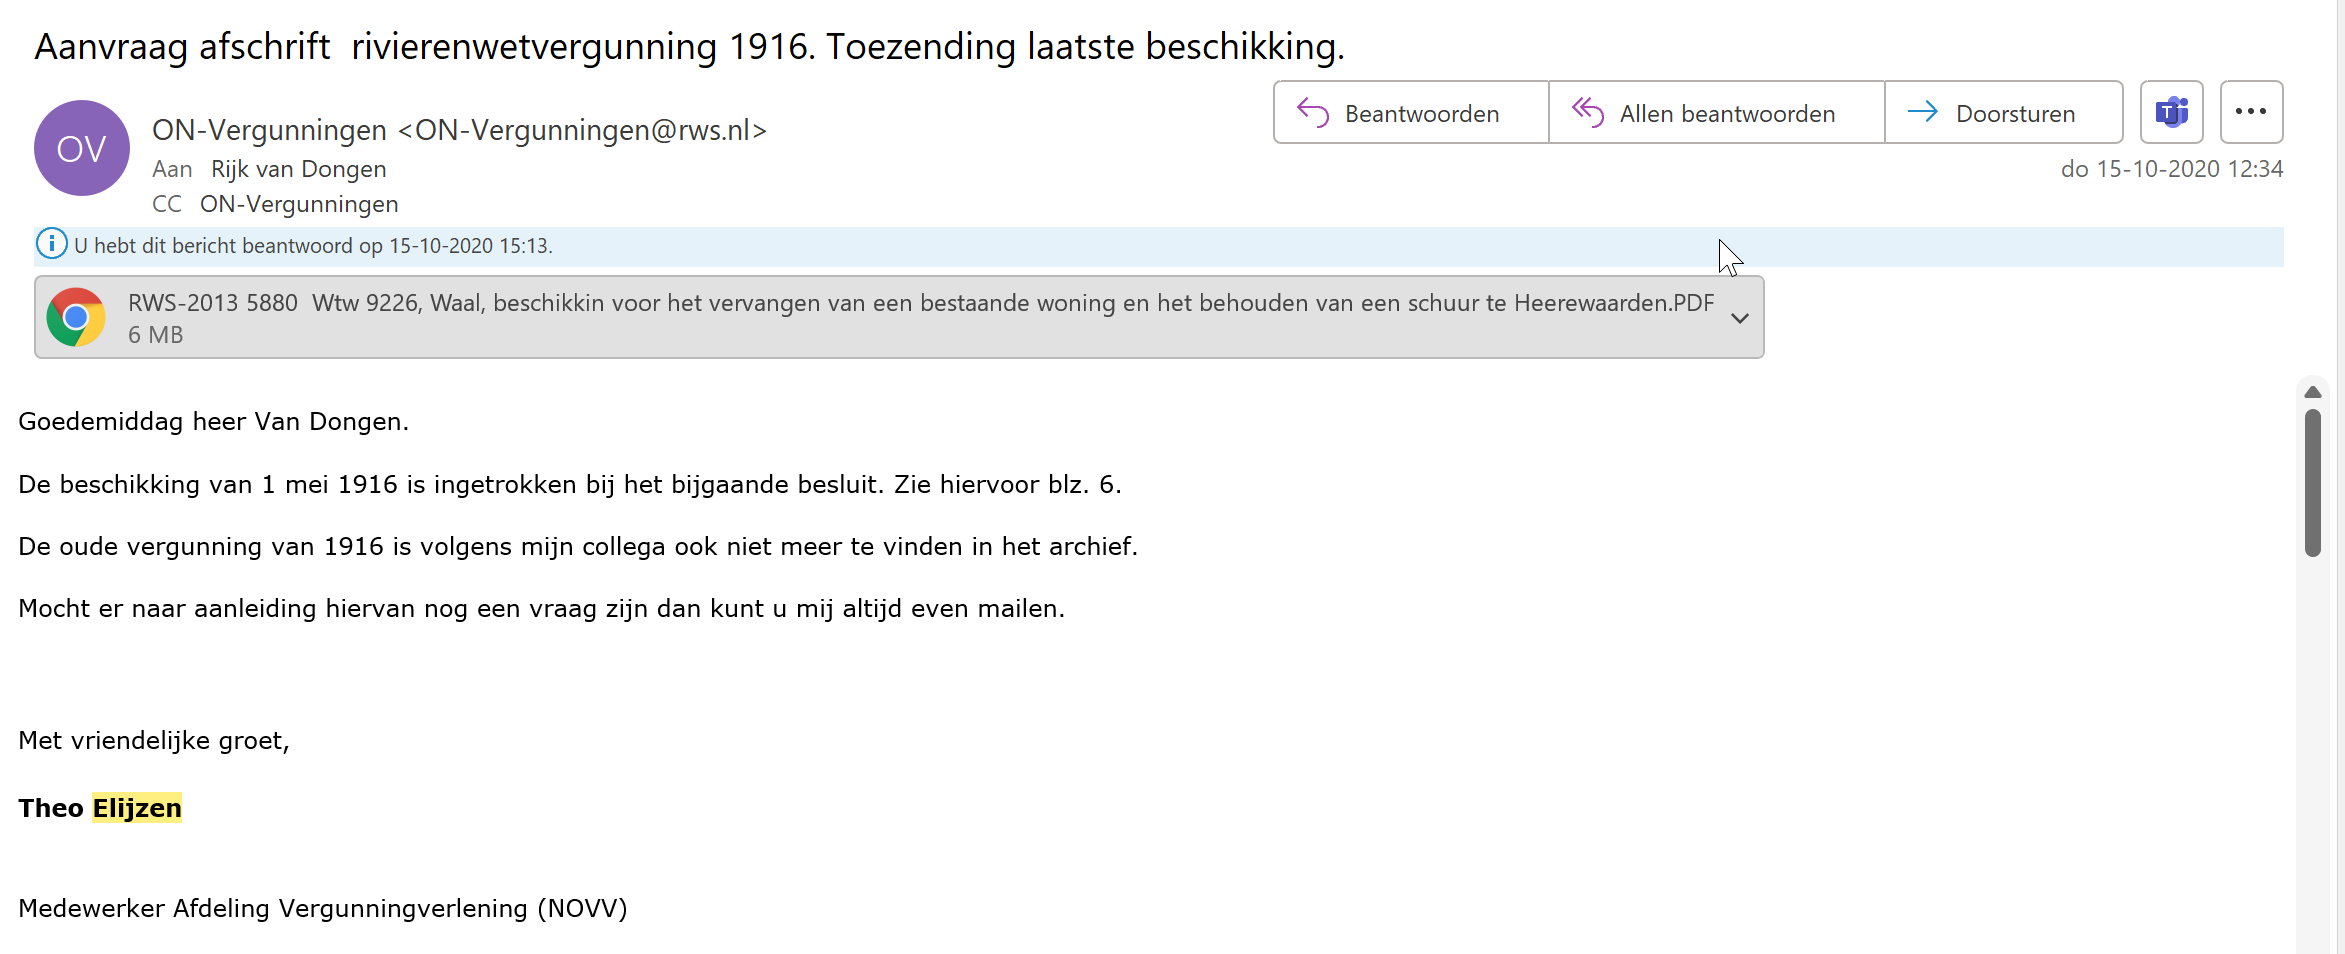 Aanvraag afschrift  rivierenwetvergunning 1916. Toezending laatste beschikking.
OV
ON-Vergunningen <ON-Vergunningen@rws.nl>
Aan Rijk van Dongen
CC ON-Vergunningen
Beantwoorden
Allen beantwoorden
Doorsturen
do 15-10-2020 12:34
U hebt dit bericht beantwoord op 15-10-2020 15:13.
RWS-2013 5880  Wtw 9226, Waal, beschikkin voor het vervangen van een bestaande woning en het behouden van een schuur te Heerewaarden.PDF
6 MB
Goedemiddag heer Van Dongen.
De beschikking van 1 mei 1916 is ingetrokken bij het bijgaande besluit. Zie hiervoor blz. 6.
De oude vergunning van 1916 is volgens mijn collega ook niet meer te vinden in het archief.
Mocht er naar aanleiding hiervan nog een vraag zijn dan kunt u mij altijd even mailen.
Met vriendelijke groet,
Theo Elijzen
Medewerker Afdeling Vergunningverlening (NOVV)